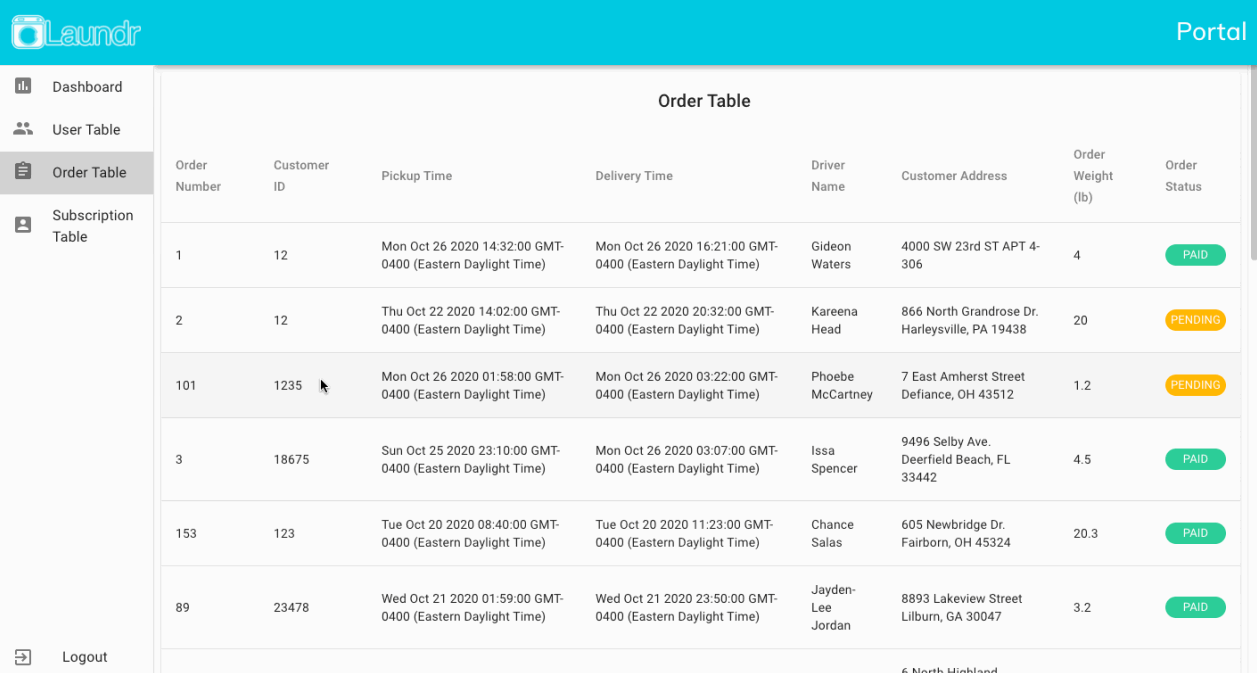 Laundr
Portal
Dashboard
User Table
Order Table
Subscription
Table
Logout
Order Table
Order
Number
Customer
ID
Pickup Time
Delivery Time
Driver
Name
Customer Address
Order
Weight
(lb)
Order
Status
1
12
Mon Oct 26 2020 14:32:00 GMT-
0400 (Eastern Daylight Time)
Mon Oct 26 2020 16:21:00 GMT-
0400 (Eastern Daylight Time)
Gideon
Waters
4000 SW 23rd ST APT 4-
306
4
PAID
2
12
Thu Oct 22 2020 14:02:00 GMT-
0400 (Eastern Daylight Time)
Thu Oct 22 2020 20:32:00 GMT-
0400 (Eastern Daylight Time)
Kareena
Head
866 North Grandrose Dr.
Harleysville, PA 19438
20
PENDING
101
1235
Mon Oct 26 2020 01:58:00 GMT-
0400 (Eastern Daylight Time)
Mon Oct 26 2020 03:22:00 GMT-
0400 (Eastern Daylight Time)
Phoebe
McCartney
7 East Amherst Street
Defiance, OH 43512
1.2
PENDING
3
18675
Sun Oct 25 2020 23:10:00 GMT-
0400 (Eastern Daylight Time)
Mon Oct 26 2020 03:07:00 GMT-
0400 (Eastern Daylight Time)
Issa
Spencer
9496 Selby Ave.
Deerfield Beach, FL
33442
4.5
PAID
153
123
Tue Oct 20 2020 08:40:00 GMT-
0400 (Eastern Daylight Time)
Tue Oct 20 2020 11:23:00 GMT-
0400 (Eastern Daylight Time)
Chance
Salas
605 Newbridge Dr.
Fairborn, OH 45324
20.3
PAID
89
23478
Wed Oct 21 2020 01:59:00 GMT-
0400 (Eastern Daylight Time)
Wed Oct 21 2020 23:50:00 GMT-
0400 (Eastern Daylight Time)
Jayden-
Lee
Jordan
8893 Lakeview Street
Lilburn, GA 30047
3.2
PAID
6 North Highland